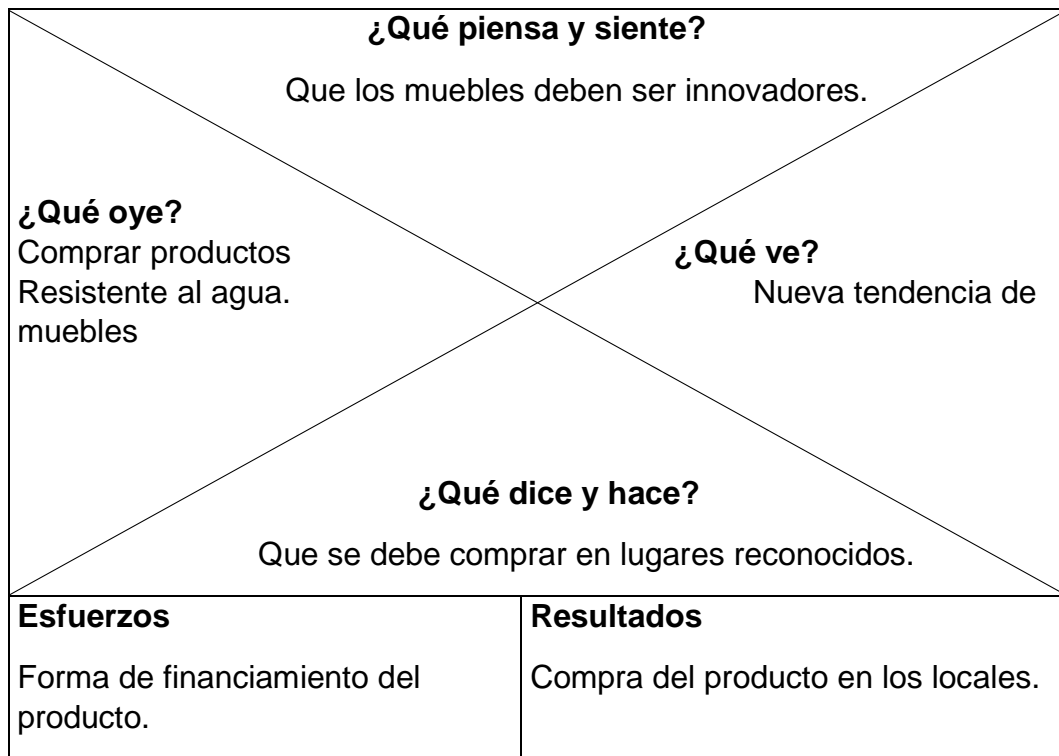 ¿Qué piensa y siente?
Que los muebles deben ser innovadores.
¿Qué oye?
Comprar productos
Resistente al agua.
muebles
¿Qué ve?
Nueva tendencia de
¿Qué dice y hace?
Que se debe comprar en lugares reconocidos.
Esfuerzos
Forma de financiamiento del
producto.
Resultados
Compra del producto en los locales.